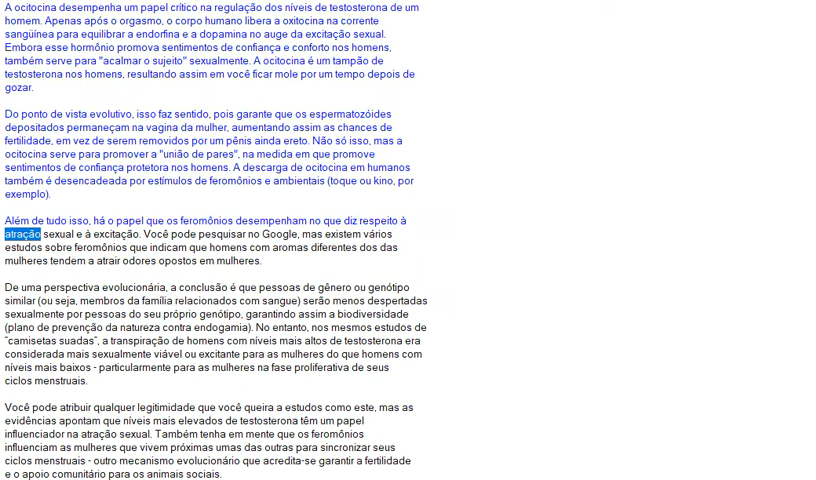 A ocitocina desempenha um papel crítico na regulação dos níveis de testosterona de um
homem. Apenas após o orgasmo, o corpo humano libera a oxitocina na corrente
sangüínea para equilibrar a endorfina e a dopamina no auge da excitação sexual.
Embora esse hormônio promova sentimentos de confiança e conforto nos homens,
também serve para "acalmar o sujeito" sexualmente. A ocitocina é um tampão de
testosterona nos homens, resultando assim em você ficar mole por um tempo depois de
gozar.

Do ponto de vista evolutivo, isso faz sentido, pois garante que os espermatozóides
depositados permaneçam na vagina da mulher, aumentando assim as chances de
fertilidade, em vez de serem removidos por um pênis ainda ereto. Não só isso, mas a
ocitocina serve para promover a "união de pares", na medida em que promove
sentimentos de confiança protetora nos homens. A descarga de ocitocina em humanos
também é desencadeada por estímulos de feromônios e ambientais (toque ou kino, por
exemplo).

Além de tudo isso, há o papel que os feromônios desempenham no que diz respeito à
atração sexual e à excitação. Você pode pesquisar no Google, mas existem vários
estudos sobre feromônios que indicam que homens com aromas diferentes dos das
mulheres tendem a atrair odores opostos em mulheres.

De uma perspectiva evolucionária, a conclusão é que pessoas de gênero ou genótipo
similar (ou seja, membros da família relacionados com sangue) serão menos despertadas
sexualmente por pessoas do seu próprio genótipo, garantindo assim a biodiversidade
(plano de prevenção da natureza contra endogamia). No entanto, nos mesmos estudos de
"camisetas suadas", a transpiração de homens com níveis mais altos de testosterona era
considerada mais sexualmente viável ou excitante para as mulheres do que homens com
níveis mais baixos - particularmente para as mulheres na fase proliferativa de seus
ciclos menstruais.

Você pode atribuir qualquer legitimidade que você queira a estudos como este, mas as
evidências apontam que níveis mais elevados de testosterona têm um papel
influenciador na atração sexual. Também tenha em mente que os feromônios
influenciam as mulheres que vivem próximas umas das outras para sincronizar seus
ciclos menstruais - outro mecanismo evolucionário que acredita-se garantir a fertilidade
e o apoio comunitário para os animais sociais.